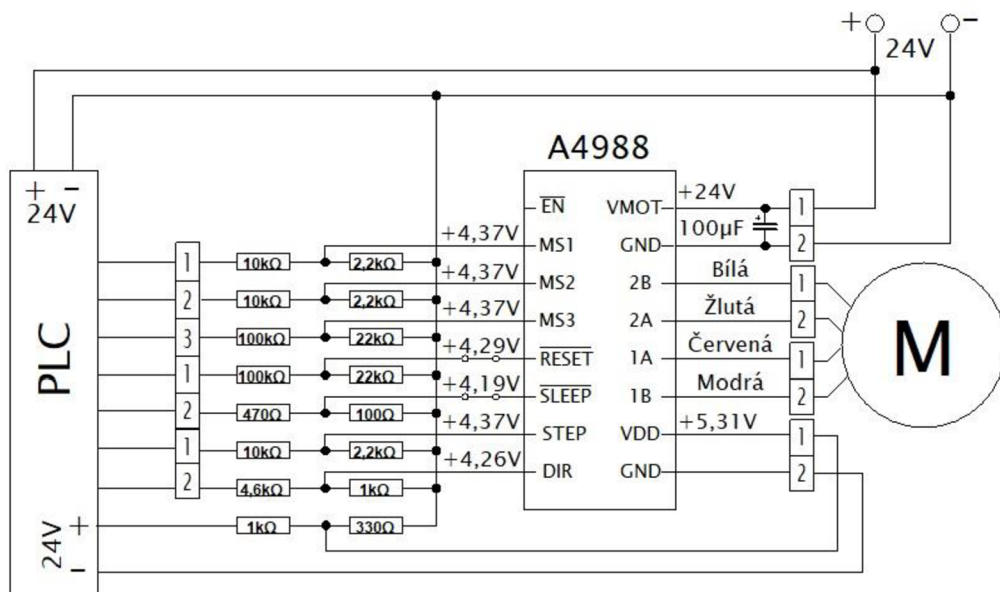 + −
24V
A4988
+ −
24V
PLC
24V
+
-
1
2
3
1
2
1
2
10kΩ 2,2kΩ
10kΩ 2,2kΩ
100kΩ 22kΩ
100kΩ 22kΩ
470Ω 100Ω
10kΩ 2,2kΩ
4,6kΩ 1kΩ
1kΩ 330Ω
+4,37V
+4,37V
+4,37V
+4,29V
+4,19V
+4,37V
+4,26V
EN
MS1
MS2
MS3
RESET
SLEEP
STEP
DIR
VMOT
GND
2B
2A
1A
1B
VDD
GND
+24V
100µF
+
Bílá
Žlutá
Červená
Modrá
+5,31V
1
2
1
2
1
2
1
2
M